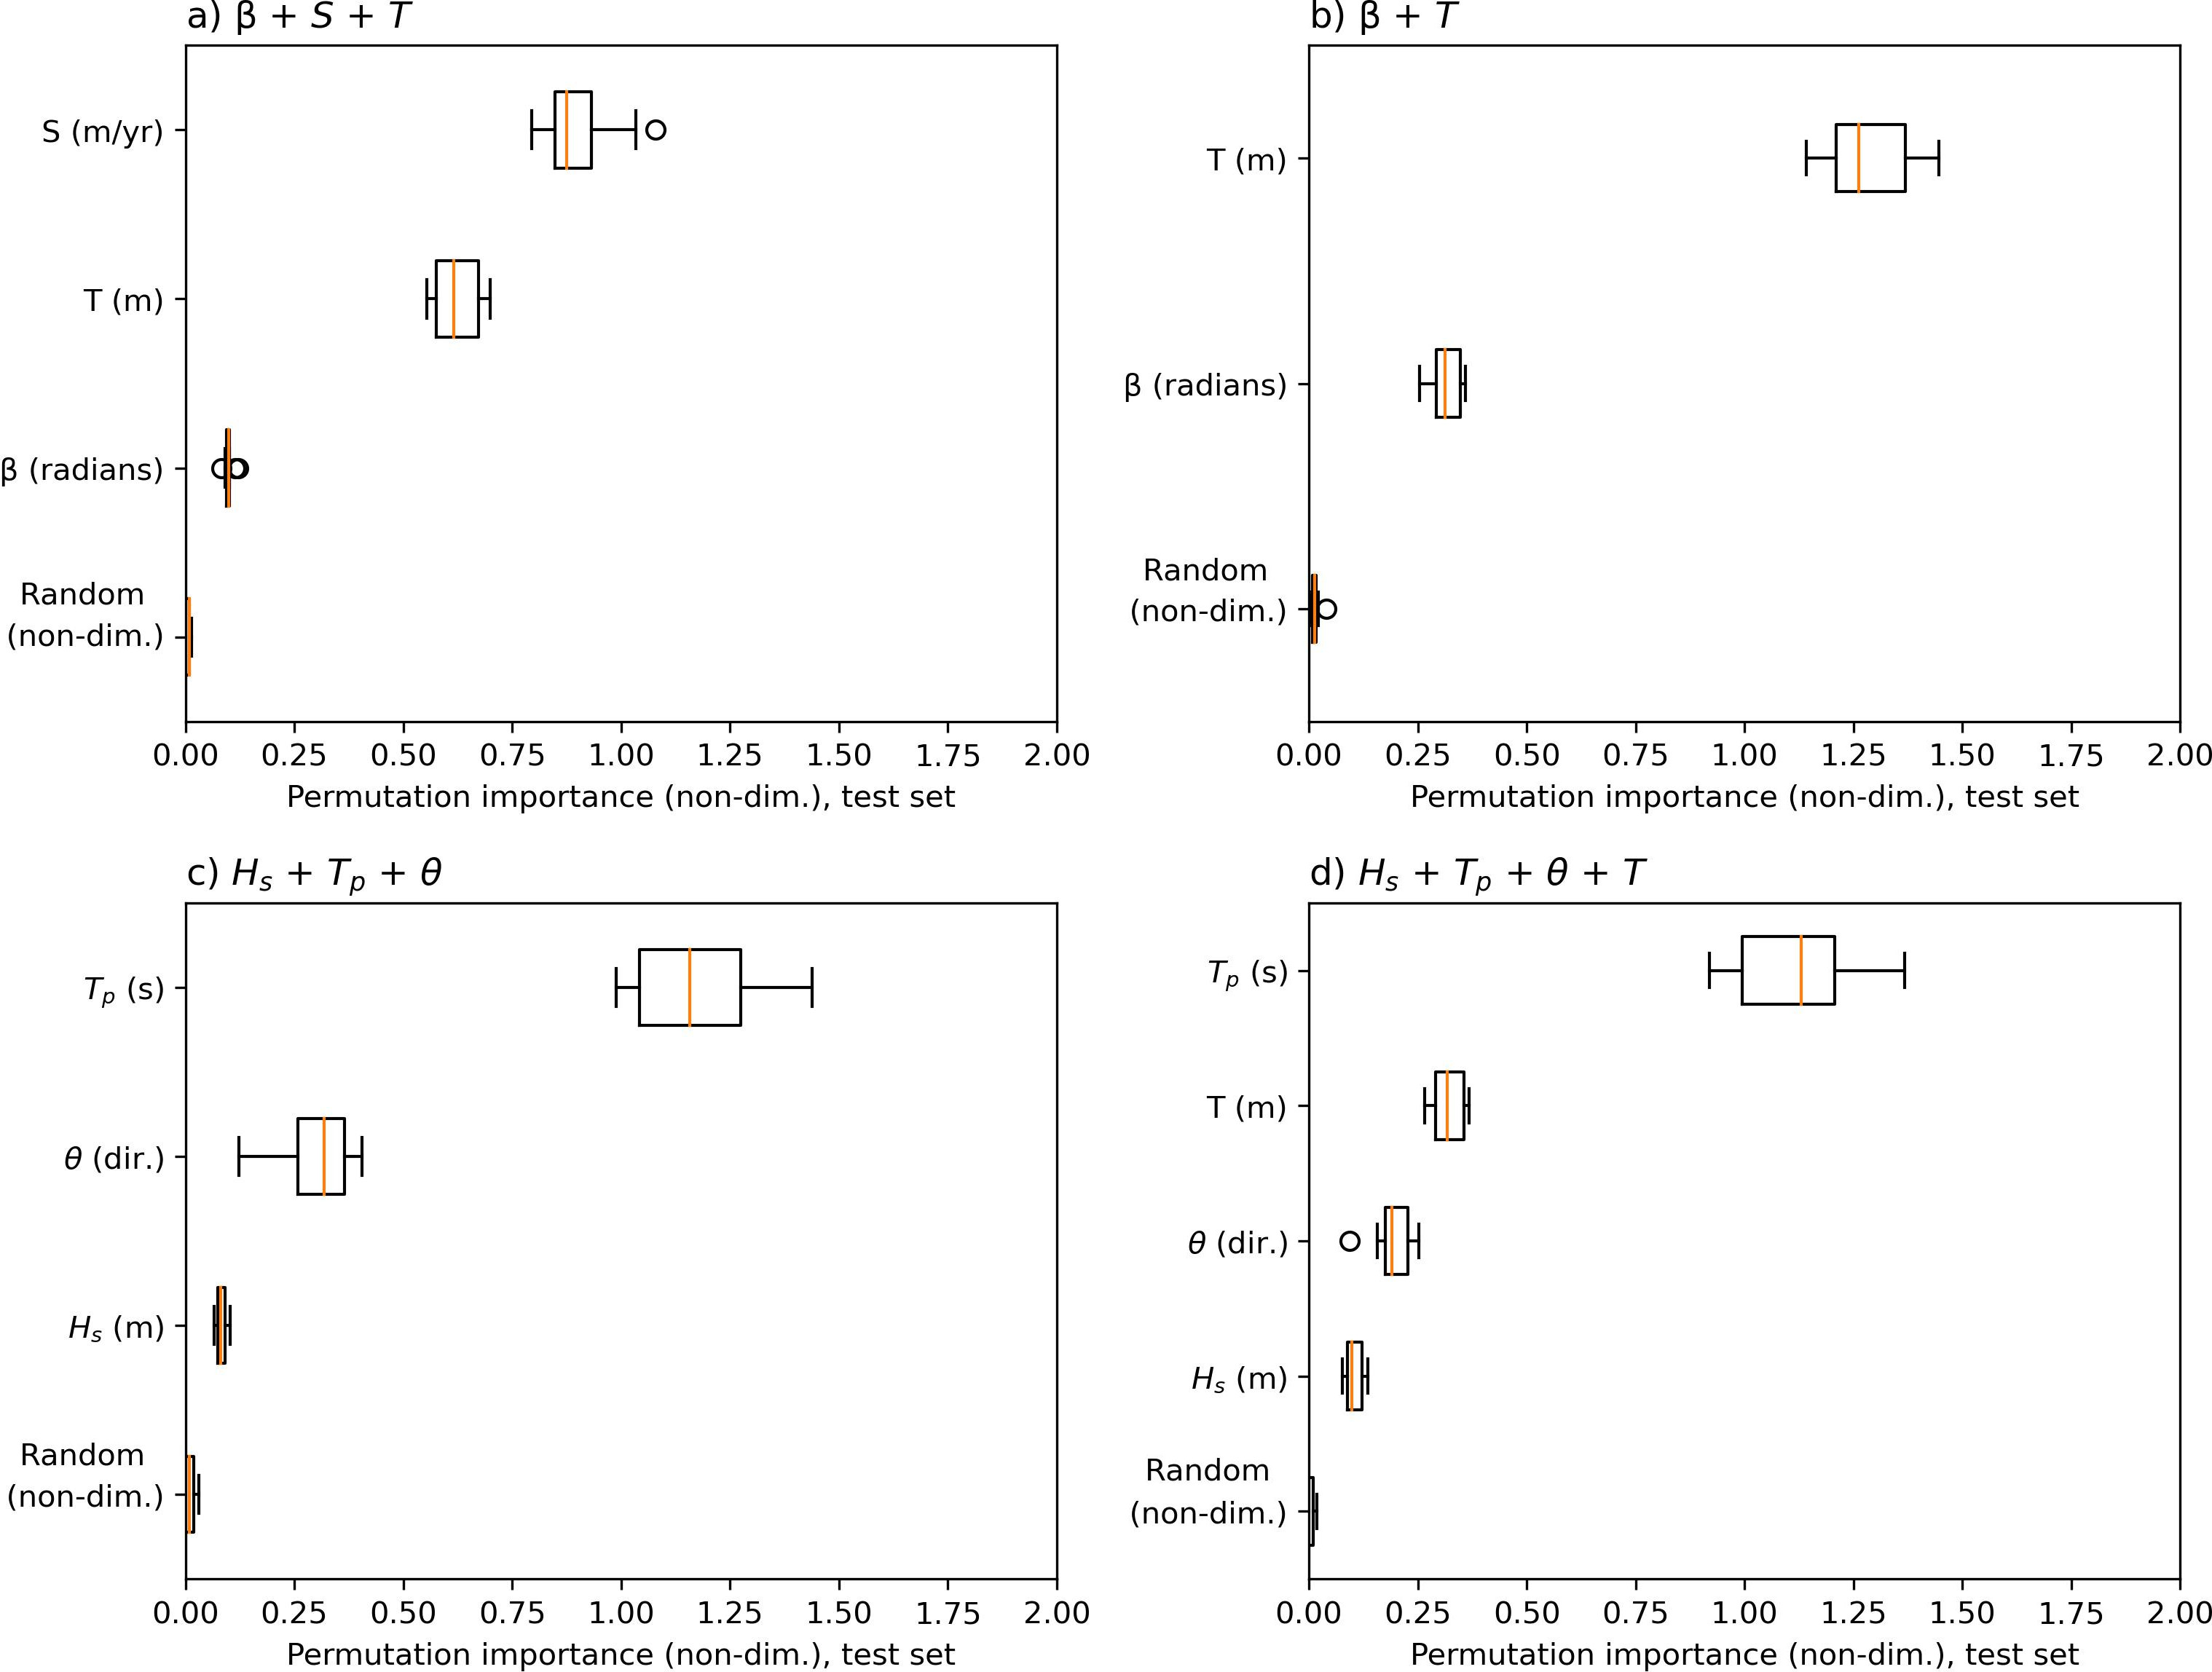 a) β + S + T
S (m/yr)
T (m)
β (radians)
Random
(non-dim.)
0.00 0.25 0.50 0.75 1.00 1.25 1.50 1.75 2.00
Permutation importance (non-dim.), test set
b) β + T
T (m)
β (radians)
Random
(non-dim.)
0.00 0.25 0.50 0.75 1.00 1.25 1.50 1.75 2.00
Permutation importance (non-dim.), test set
c) Hs + Tp + θ
Tp (s)
θ (dir.)
Hs (m)
Random
(non-dim.)
0.00 0.25 0.50 0.75 1.00 1.25 1.50 1.75 2.00
Permutation importance (non-dim.), test set
d) Hs + Tp + θ + T
Tp (s)
T (m)
θ (dir.)
Hs (m)
Random
(non-dim.)
0.00 0.25 0.50 0.75 1.00 1.25 1.50 1.75 2.00
Permutation importance (non-dim.), test set